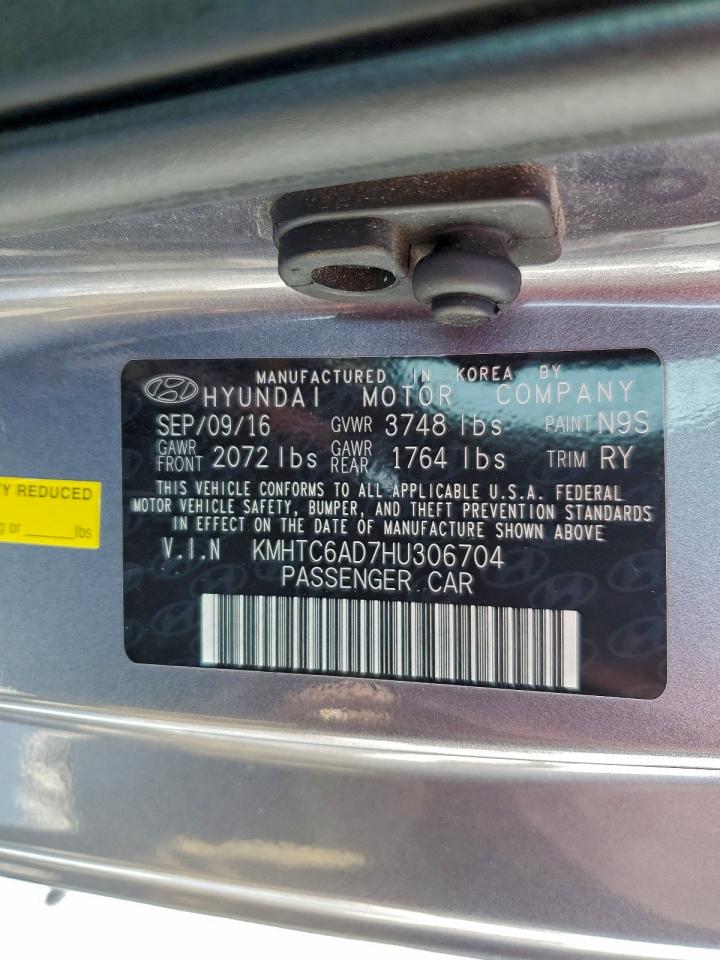 MANUFACTURED IN KOREA BY
HYUNDAI MOTOR COMPANY
SEP/09/16 GVWR 3748 lbs PAINT N9S
GAWR FRONT 2072 lbs GAWR REAR 1764 lbs TRIM RY
THIS VEHICLE CONFORMS TO ALL APPLICABLE U.S.A. FEDERAL
MOTOR VEHICLE SAFETY, BUMPER, AND THEFT PREVENTION STANDARDS
IN EFFECT ON THE DATE OF MANUFACTURE SHOWN ABOVE
V.I.N KMHTC6AD7HU306704
PASSENGER CAR
REDUCED
or ______lbs